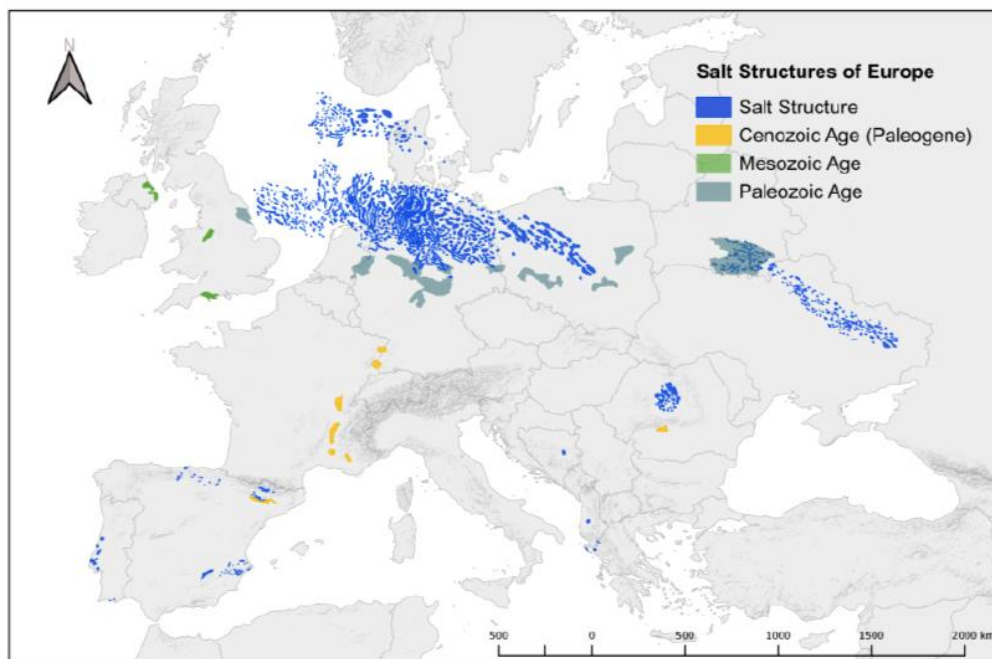 N
Salt Structures of Europe
Salt Structure
Cenozoic Age (Paleogene)
Mesozoic Age
Paleozoic Age
500 0 500 1000 1500 2000 km